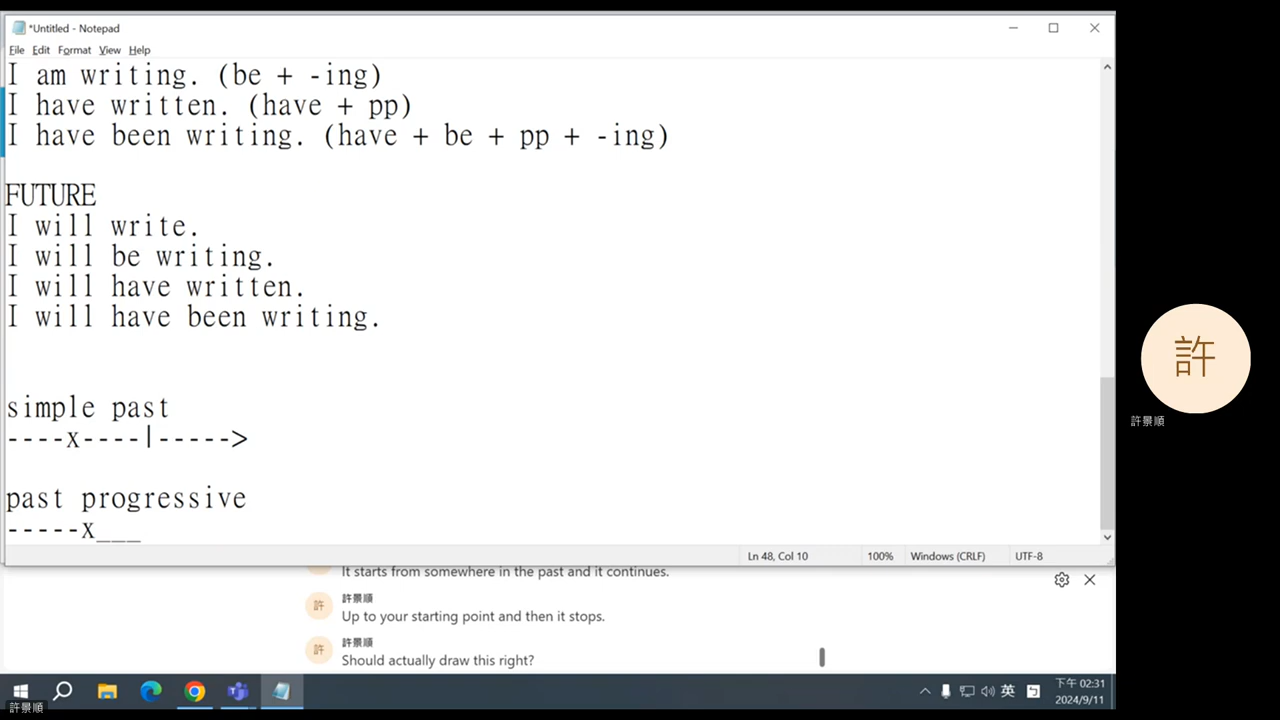 *Untitled - Notepad
File Edit Format View Help
I am writing. (be + -ing)
I have written. (have + pp)
I have been writing. (have + be + pp + -ing)
FUTURE
I will write.
I will be writing.
I will have written.
I will have been writing.
simple past
----x----|----->
past progressive
-----x___
Ln 48, Col 10 100% Windows (CRLF) UTF-8
It starts from somewhere in the past and it continues.
許 許景順
Up to your starting point and then it stops.
許 許景順
Should actually draw this right?
許
許景順
英
下午 02:31
2024/9/11
許景順